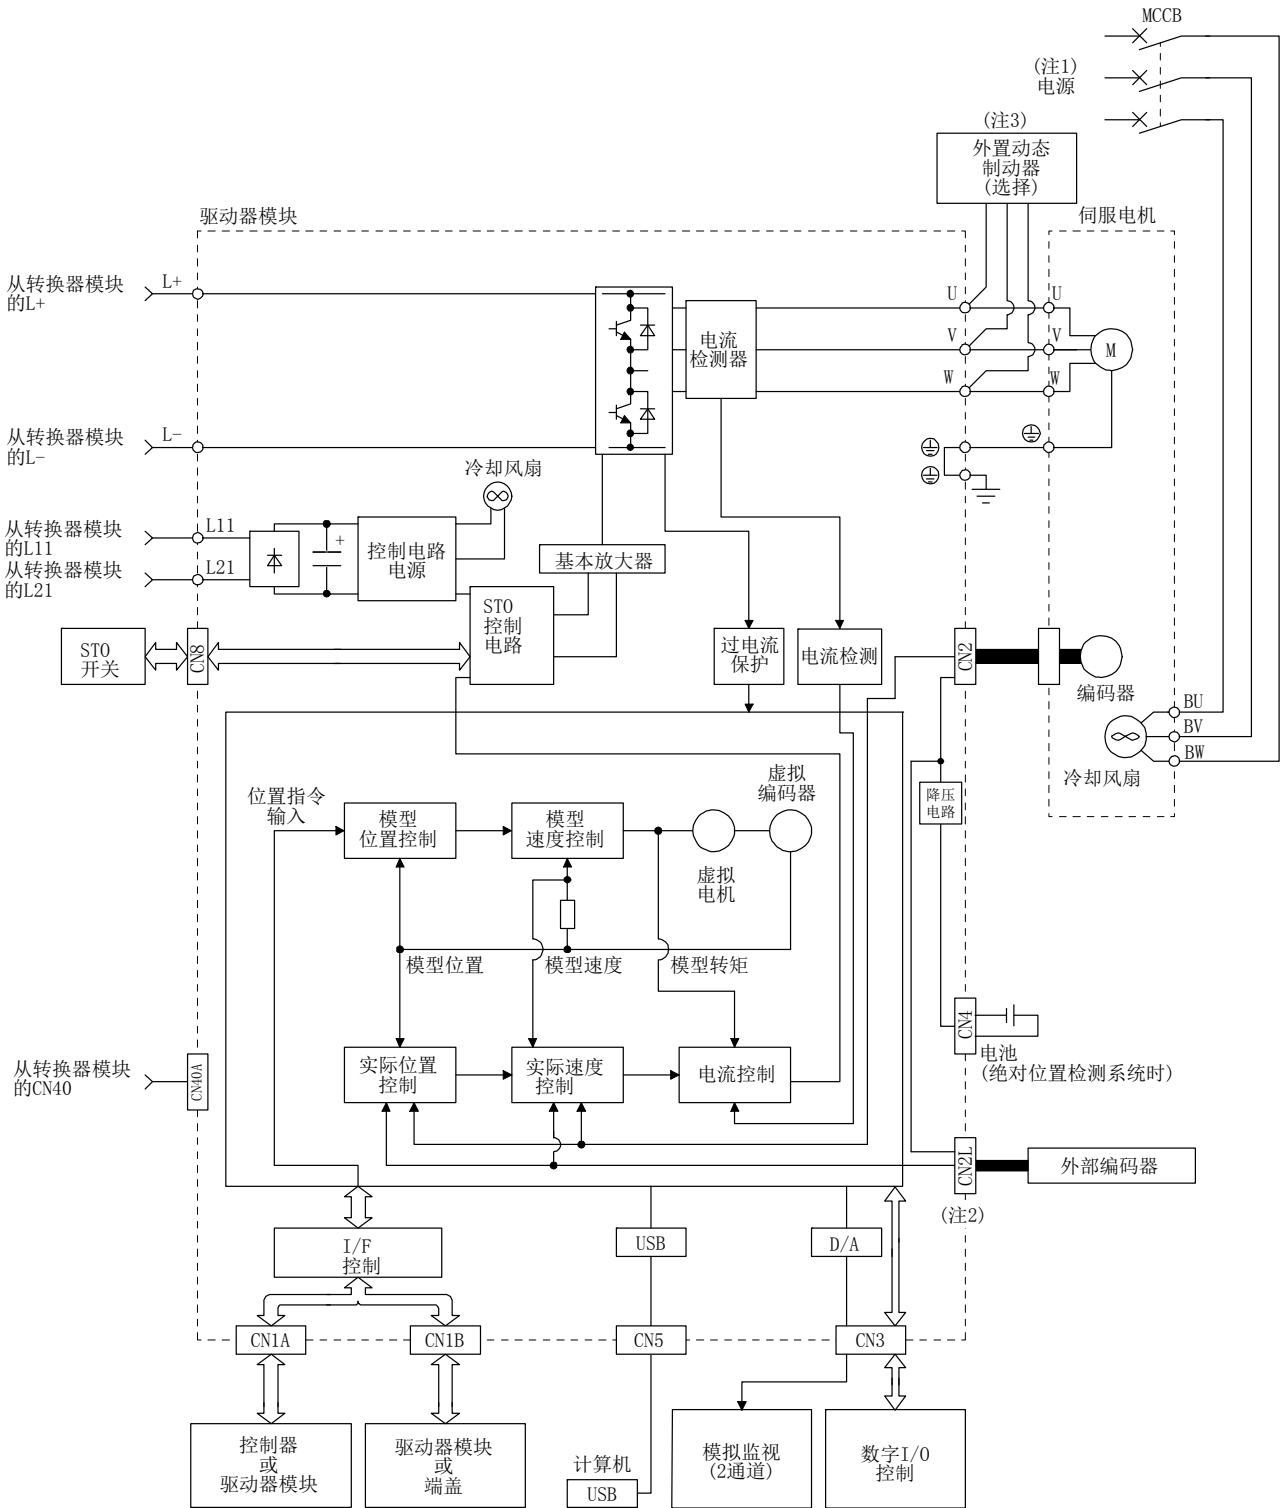 MCCB
(注1)
电源
(注3)
外置动态
制动器
(选择)
驱动器模块
伺服电机
从转换器模块
的L+
L+
U
U
V
V
W
W
M
电流
检测器
从转换器模块
的L-
L-
冷却风扇
从转换器模块
的L11
L11
从转换器模块
的L21
L21
+
控制电路
电源
基本放大器
STO
控制
电路
STO
开关
CN8
过电流
保护
电流检测
CN2
编码器
BU
BV
BW
冷却风扇
降压
电路
位置指令
输入
模型
位置控制
模型
速度控制
虚拟
编码器
虚拟
电机
模型位置
模型速度
模型转矩
从转换器模块
的CN40
CN40A
实际位置
控制
实际速度
控制
电流控制
CN4
电池
(绝对位置检测系统时)
CN2L
外部编码器
(注2)
I/F
控制
USB
D/A
CN1A
CN1B
CN5
CN3
控制器
或
驱动器模块
驱动器模块
或
端盖
计算机
USB
模拟监视
(2通道)
数字I/O
控制